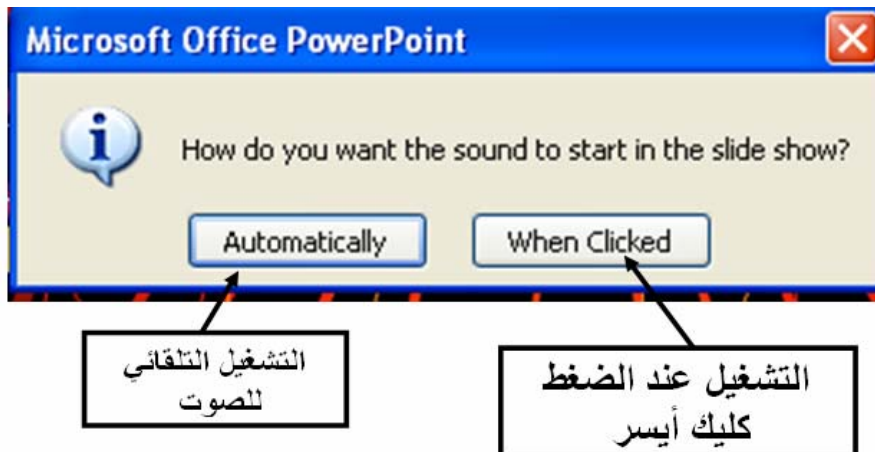 Microsoft Office PowerPoint
How do you want the sound to start in the slide show?
Automatically
When Clicked
التشغيل التلقائي
للصوت
التشغيل عند الضغط
كليك أيسر